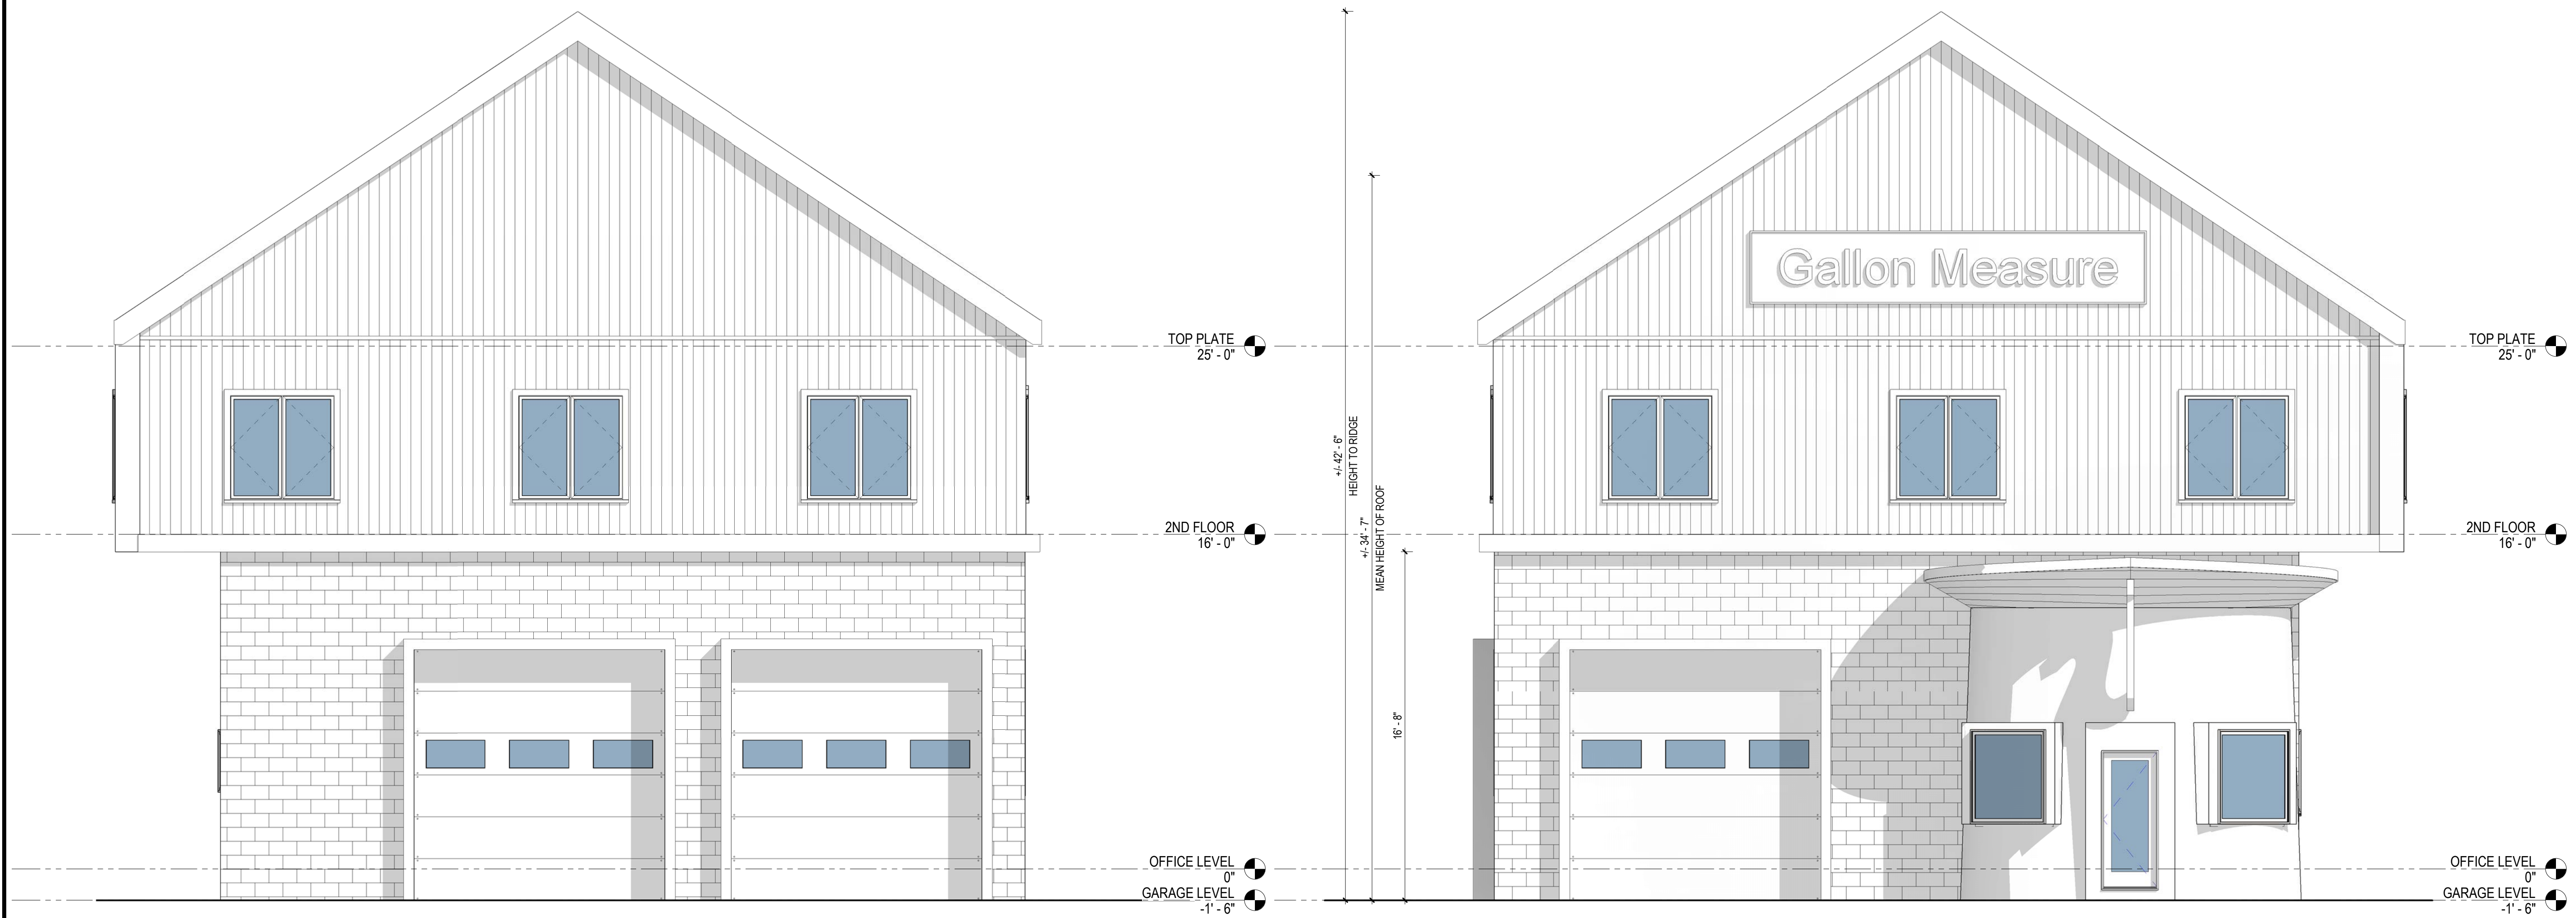 Gallon Measure
TOP PLATE
25' - 0"
TOP PLATE
25' - 0"
+/- 42' - 6"
HEIGHT TO RIDGE
+/- 34' - 7"
MEAN HEIGHT OF ROOF
2ND FLOOR
16' - 0"
2ND FLOOR
16' - 0"
16' - 8"
OFFICE LEVEL
0"
OFFICE LEVEL
0"
GARAGE LEVEL
-1' - 6"
GARAGE LEVEL
-1' - 6"